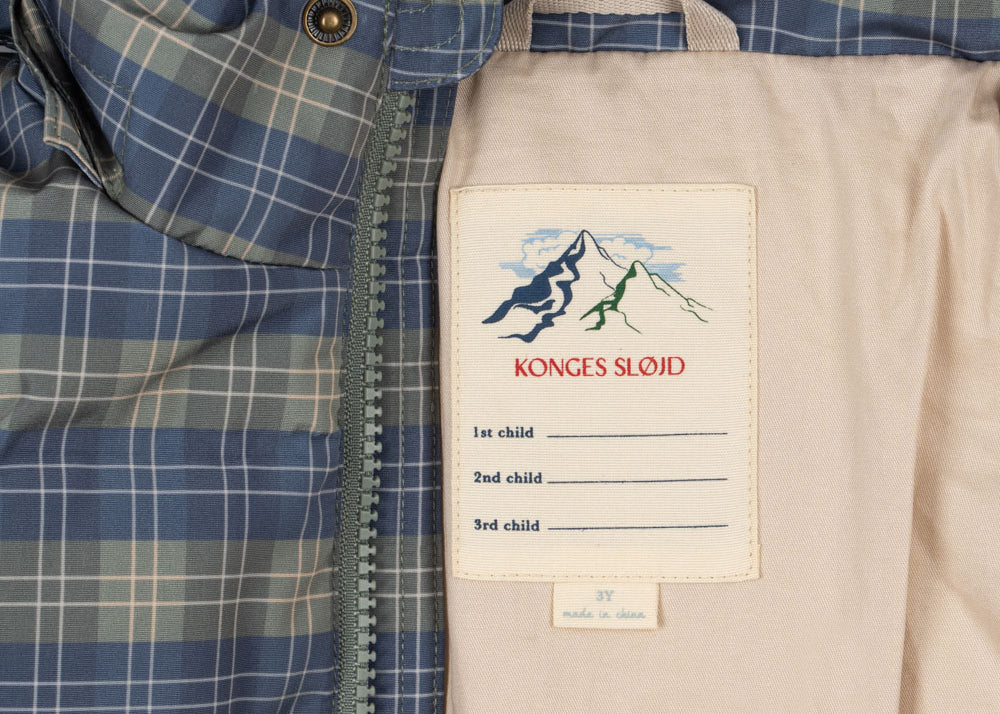 KONGES SLØJD
1st child
2nd child
3rd child
3Y
made in china